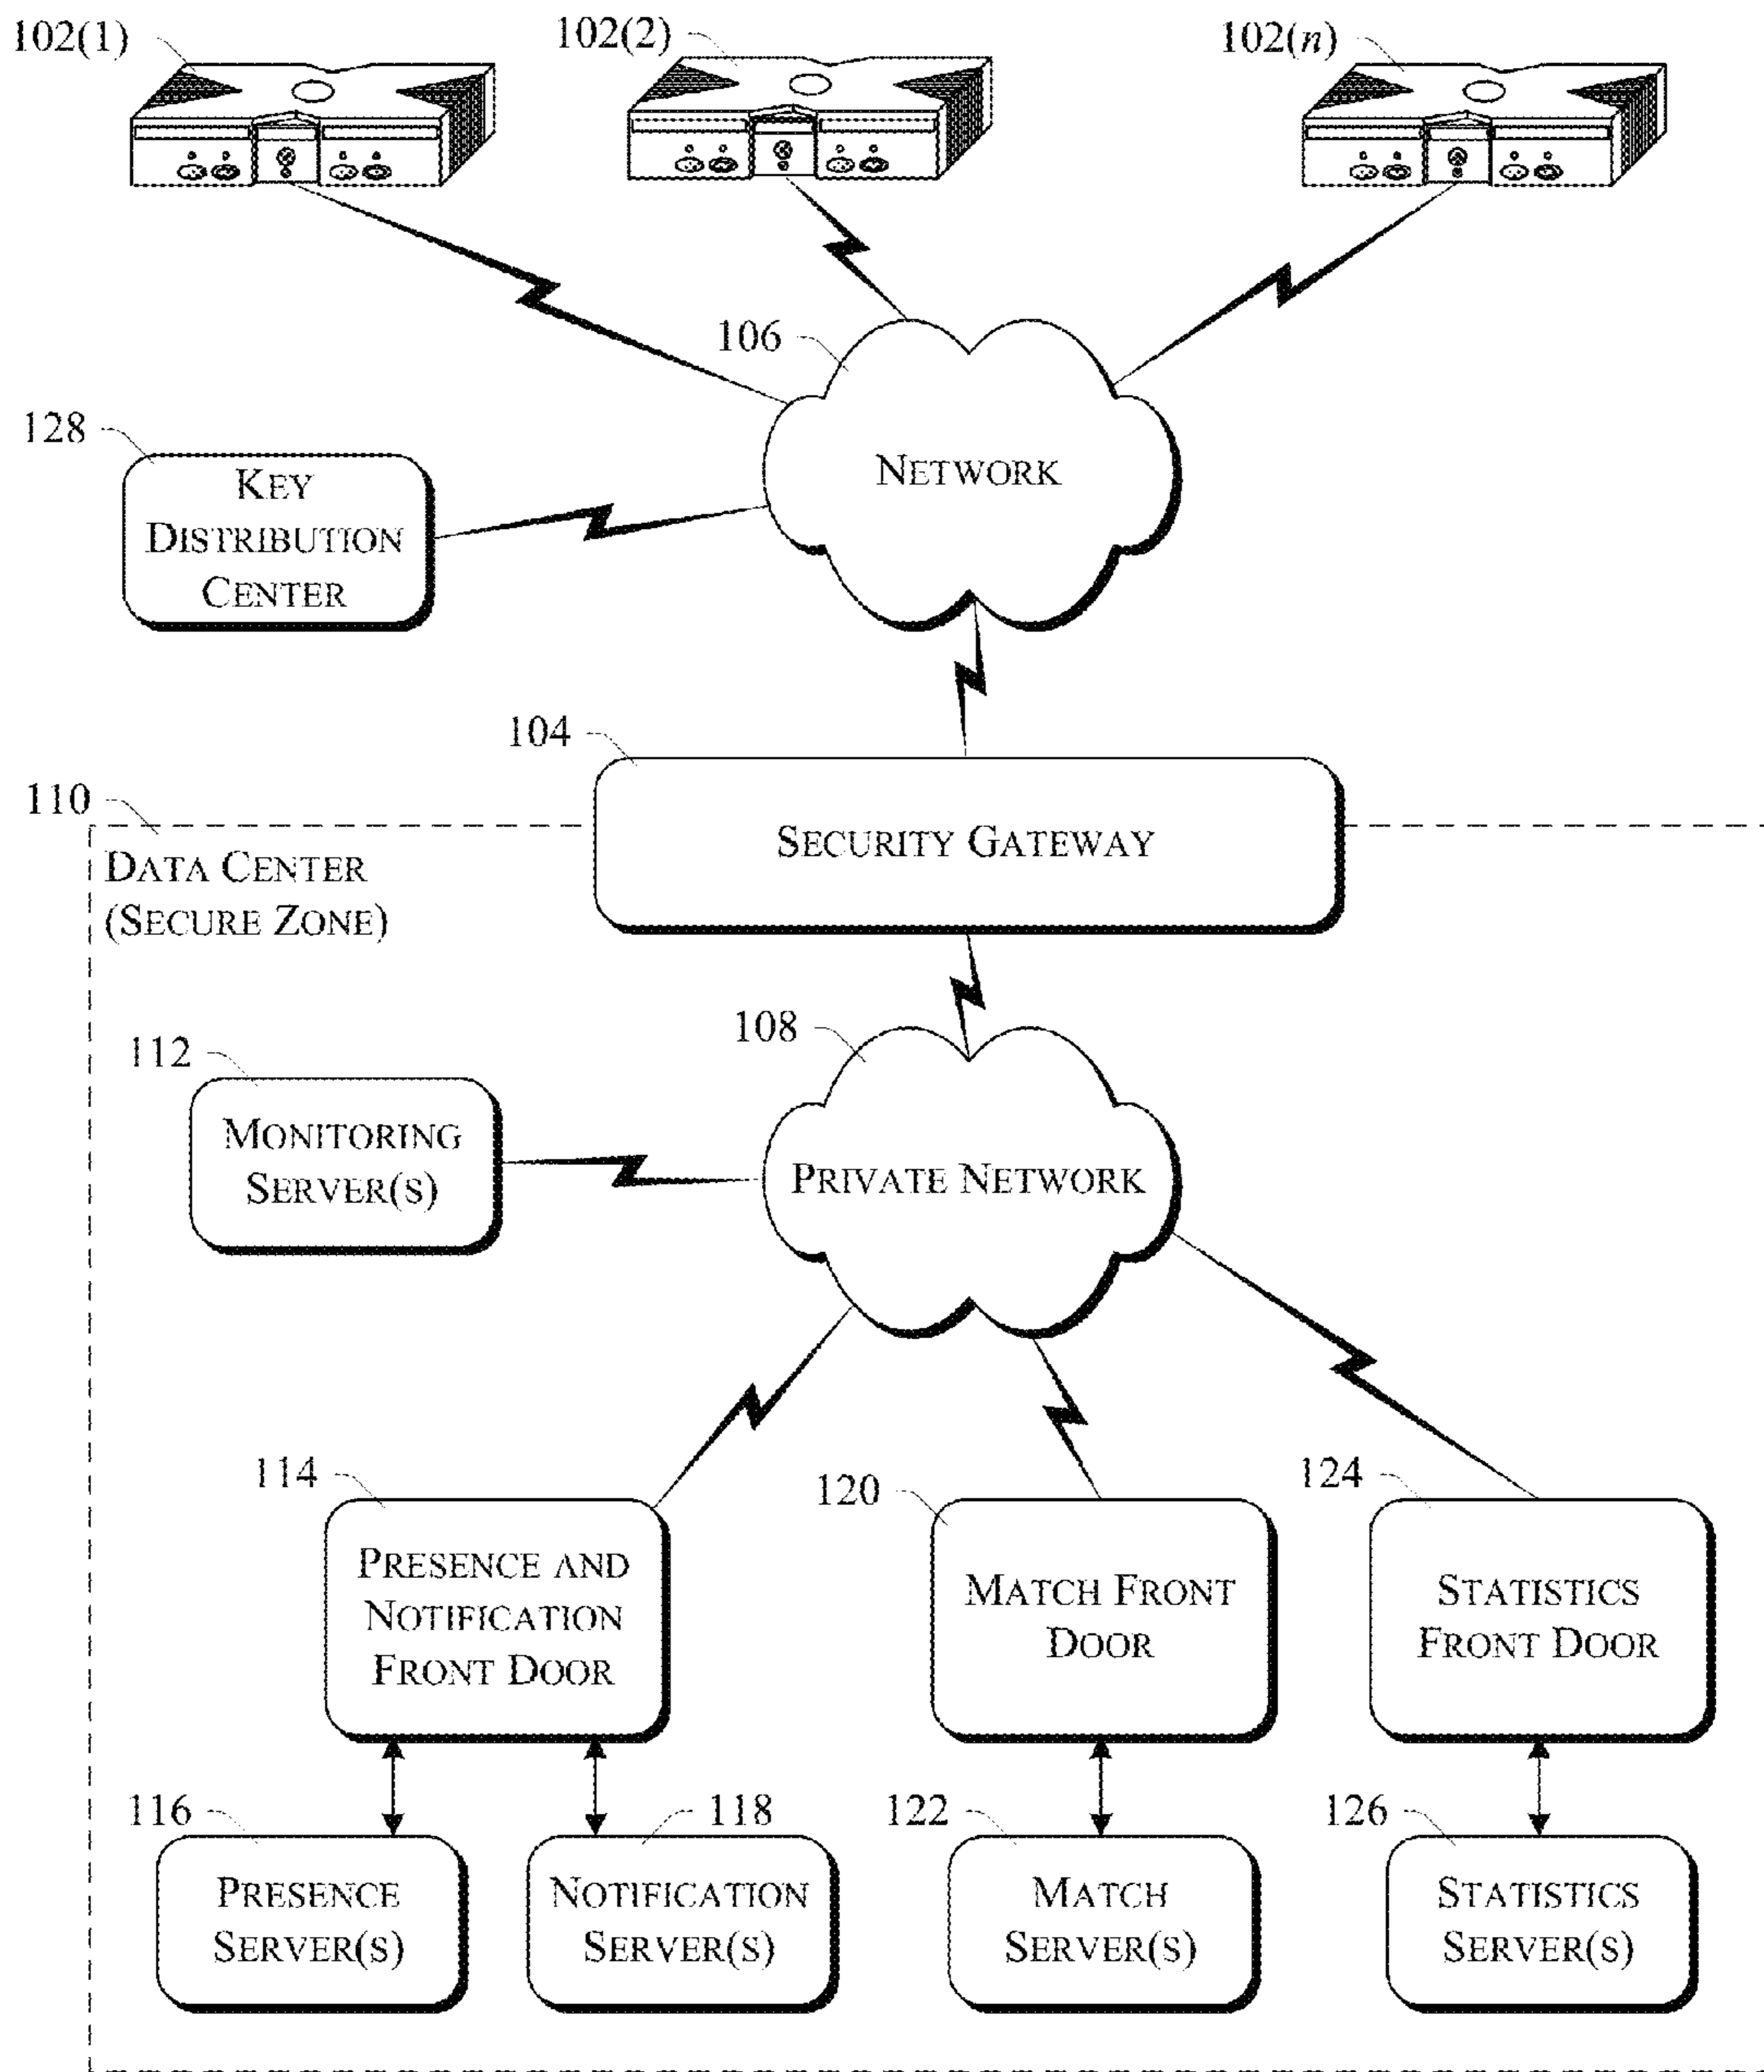 102(1)
102(2)
102(n)
106
128
NETWORK
KEY
DISTRIBUTION
CENTER
104
110
SECURITY GATEWAY
DATA CENTER
(SECURE ZONE)
108
112
MONITORING
SERVER(S)
PRIVATE NETWORK
114
120
124
PRESENCE AND
NOTIFICATION
FRONT DOOR
MATCH FRONT
DOOR
STATISTICS
FRONT DOOR
116
118
122
126
PRESENCE
SERVER(S)
NOTIFICATION
SERVER(S)
MATCH
SERVER(S)
STATISTICS
SERVER(S)